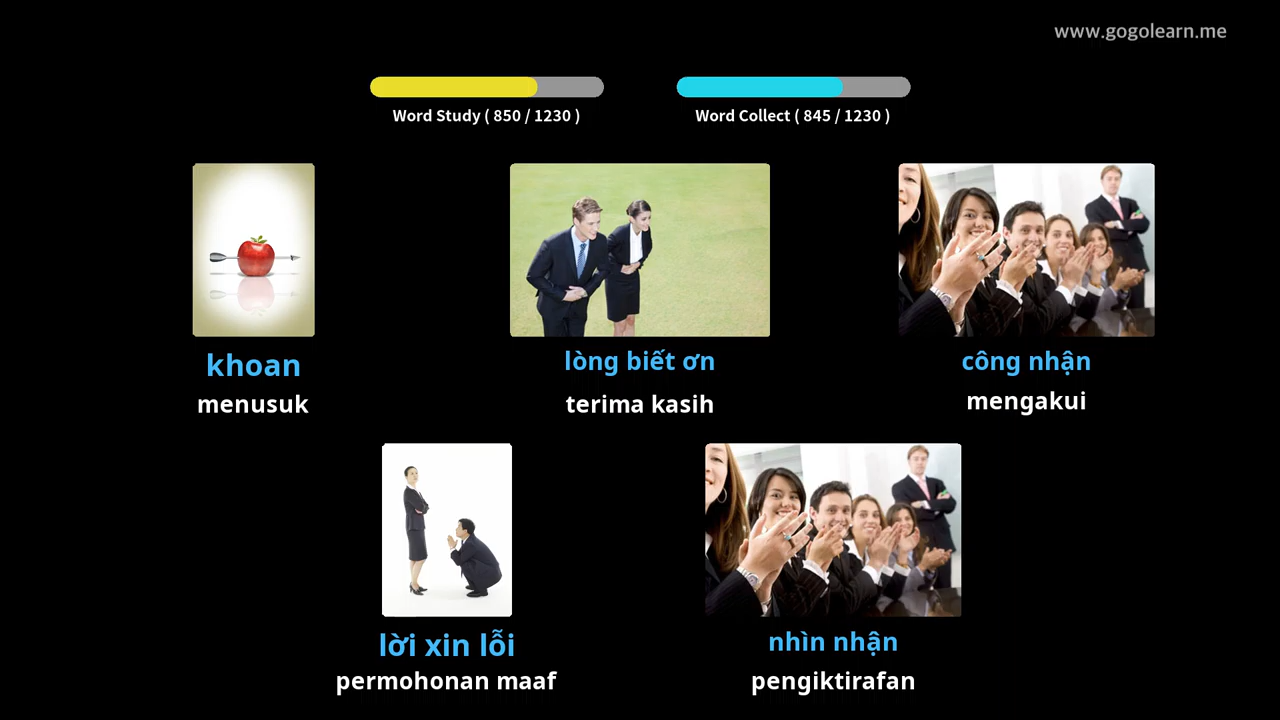 www.gogolearn.me
Word Study ( 850 / 1230 )
Word Collect ( 845 / 1230 )
khoan
menusuk
lòng biết ơn
terima kasih
công nhận
mengakui
lời xin lỗi
permohonan maaf
nhìn nhận
pengiktirafan